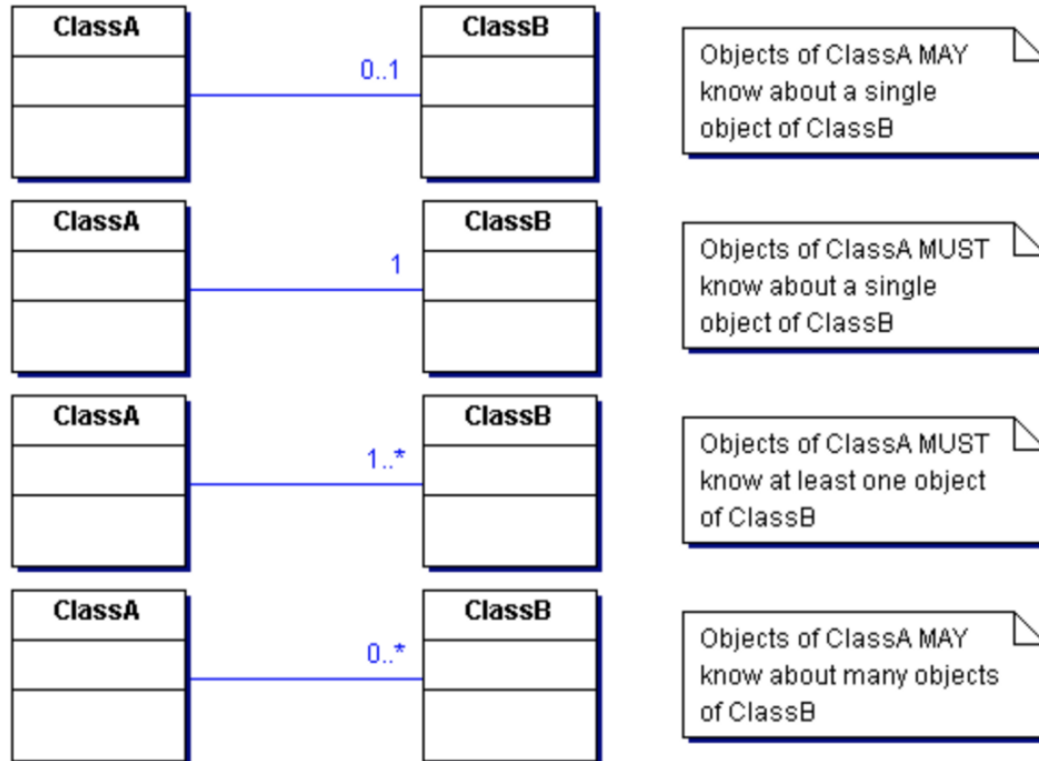 ClassA
0..1
ClassB
Objects of ClassA MAY
know about a single
object of ClassB
ClassA
1
ClassB
Objects of ClassA MUST
know about a single
object of ClassB
ClassA
1..*
ClassB
Objects of ClassA MUST
know at least one object
of ClassB
ClassA
0..*
ClassB
Objects of ClassA MAY
know about many objects
of ClassB